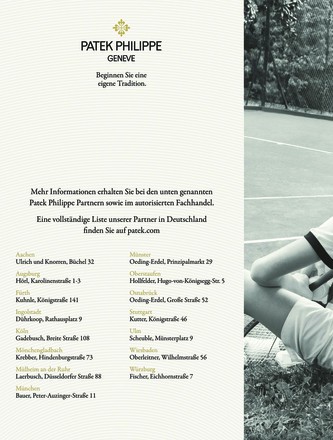 PATEK PHILIPPE
GENEVE
Beginnen Sie eine
eigene Tradition.
Mehr Informationen erhalten Sie bei den unten genannten
Patek Philippe Partnern sowie im autorisierten Fachhandel.
Eine vollständige Liste unserer Partner in Deutschland
finden Sie auf patek.com
Aachen
Ulrich und Knorren, Büchel 32
Augsburg
Hörl, Karolinenstraße 1-3
Fürth
Kuhnle, Königstraße 141
Ingolstadt
Dührkoop, Rathausplatz 9
Köln
Gadebusch, Breite Straße 108
Mönchengladbach
Krebber, Hindenburgstraße 73
Mülheim an der Ruhr
Laerbusch, Düsseldorfer Straße 88
München
Bauer, Peter-Auzinger-Straße 11
Münster
Oeding-Erdel, Prinzipalmarkt 29
Oberstaufen
Hollfelder, Hugo-von-Königsegg-Str. 5
Osnabrück
Oeding-Erdel, Große Straße 52
Stuttgart
Kutter, Königstraße 46
Ulm
Scheuble, Münsterplatz 9
Wiesbaden
Oberleitner, Wilhelmstraße 56
Würzburg
Fischer, Eichhornstraße 7